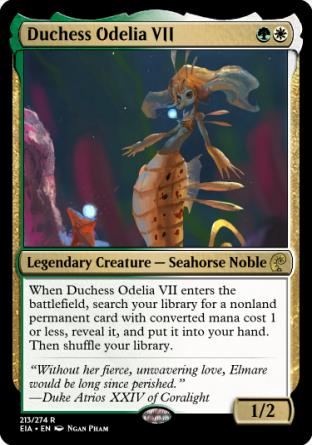 Duchess Odelia VII
Legendary Creature — Seahorse Noble
When Duchess Odelia VII enters the
battlefield, search your library for a nonland
permanent card with converted mana cost 1
or less, reveal it, and put it into your hand.
Then shuffle your library.
“Without her fierce, unwavering love, Elmare
would be long since perished.”
—Duke Atrios XXIV of Coralight
1/2
213/274 R
EIA • EN Ngan Pham